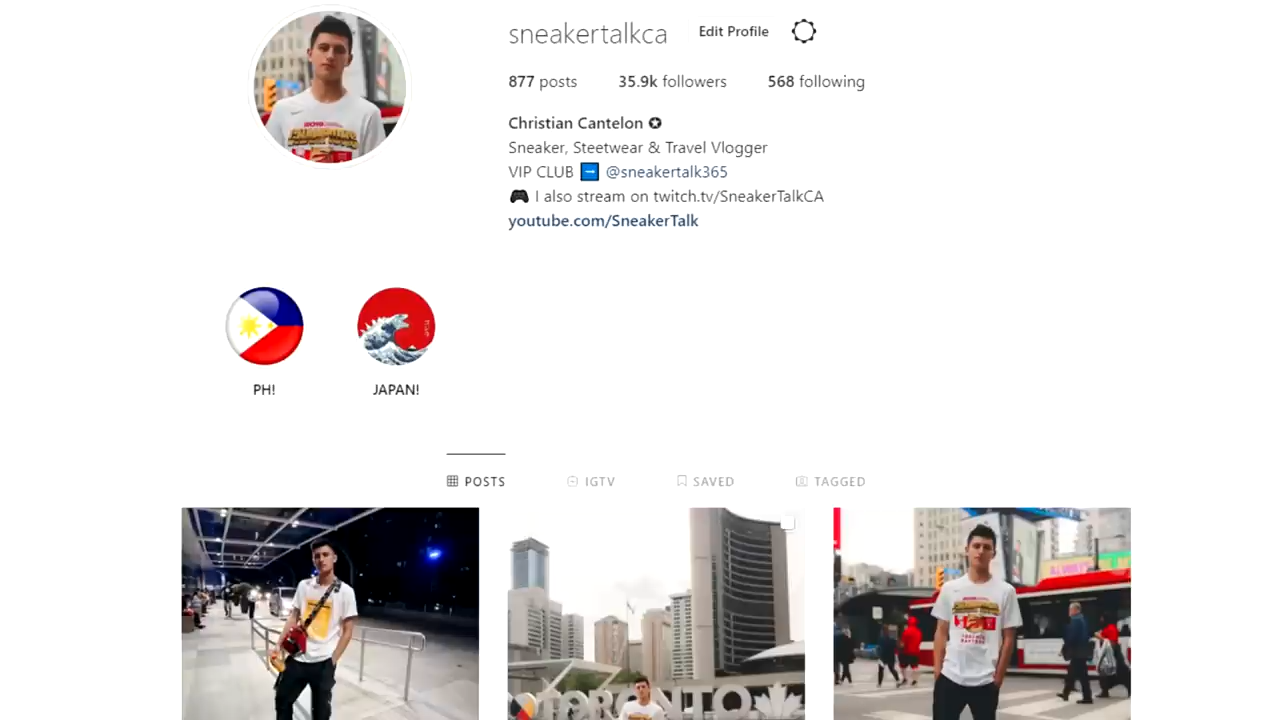 sneakertalkca Edit Profile
877 posts 35.9k followers 568 following
Christian Cantelon
Sneaker, Steetwear & Travel Vlogger
VIP CLUB ➡ @sneakertalk365
🎮 I also stream on twitch.tv/SneakerTalkCA
youtube.com/SneakerTalk
PH! JAPAN!
POSTS IGTV SAVED TAGGED
ALWAYS
TORONTO